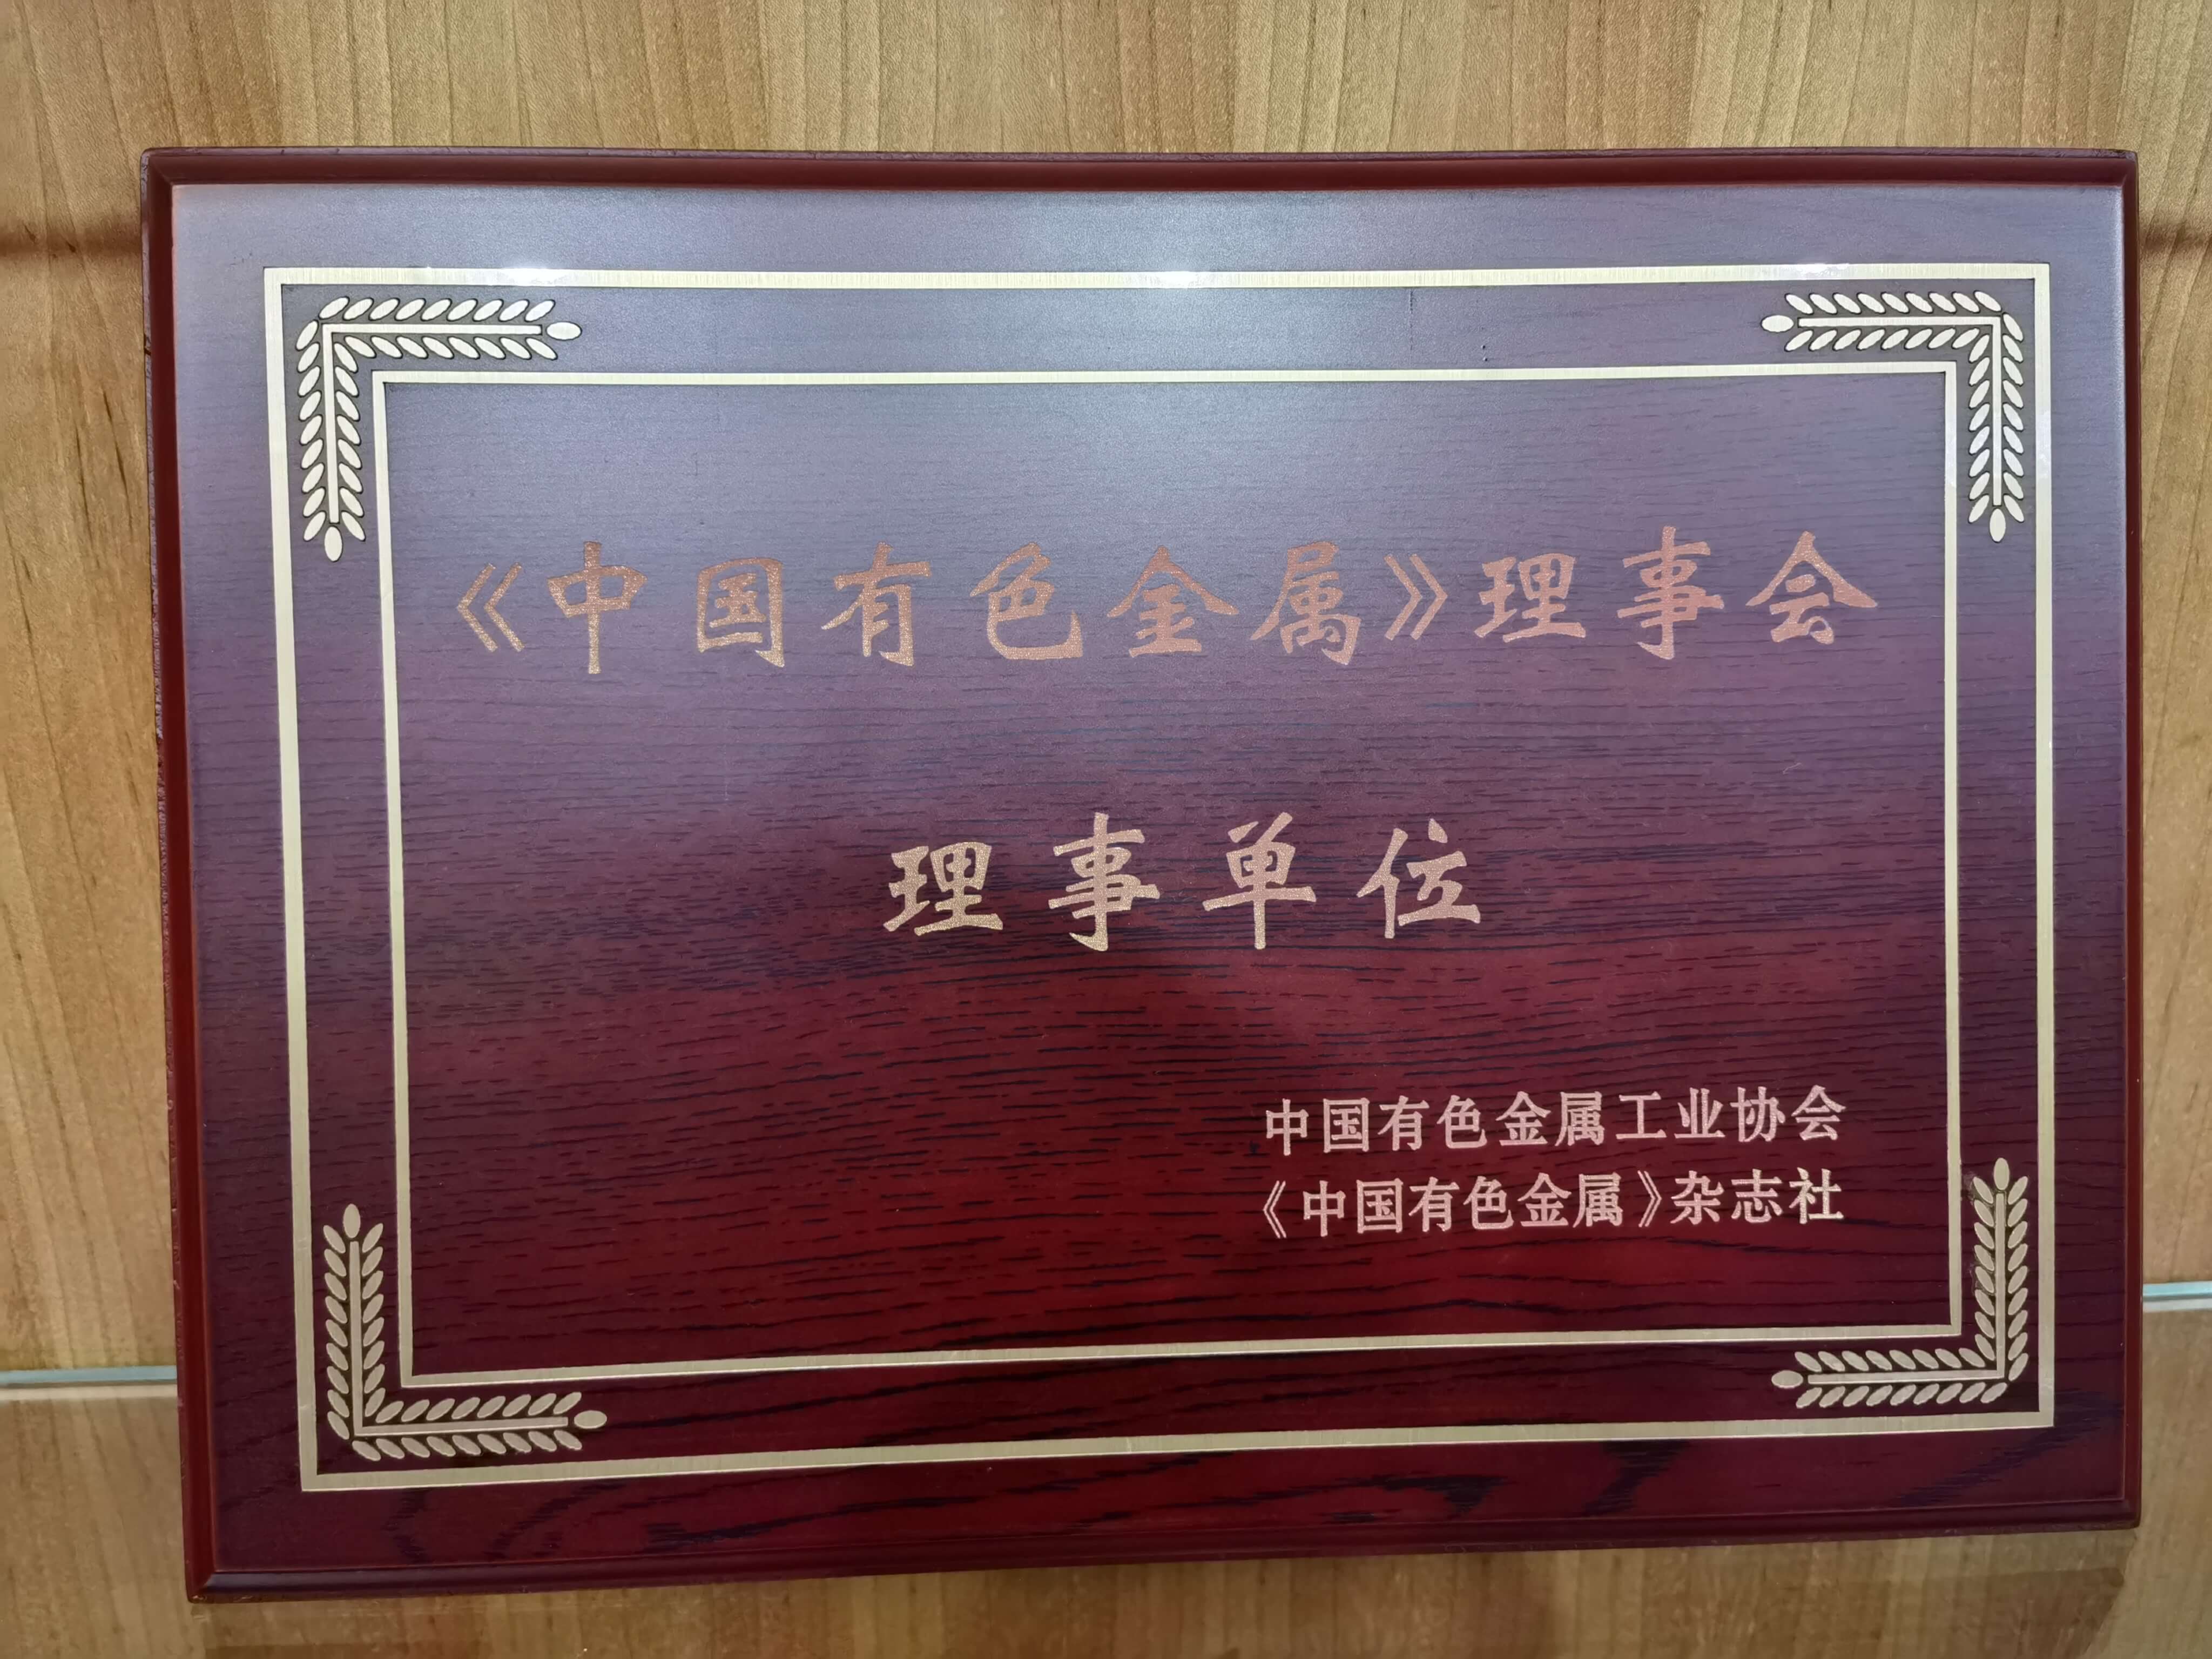 《中国有色金属》理事会
理事单位
中国有色金属工业协会
《中国有色金属》杂志社